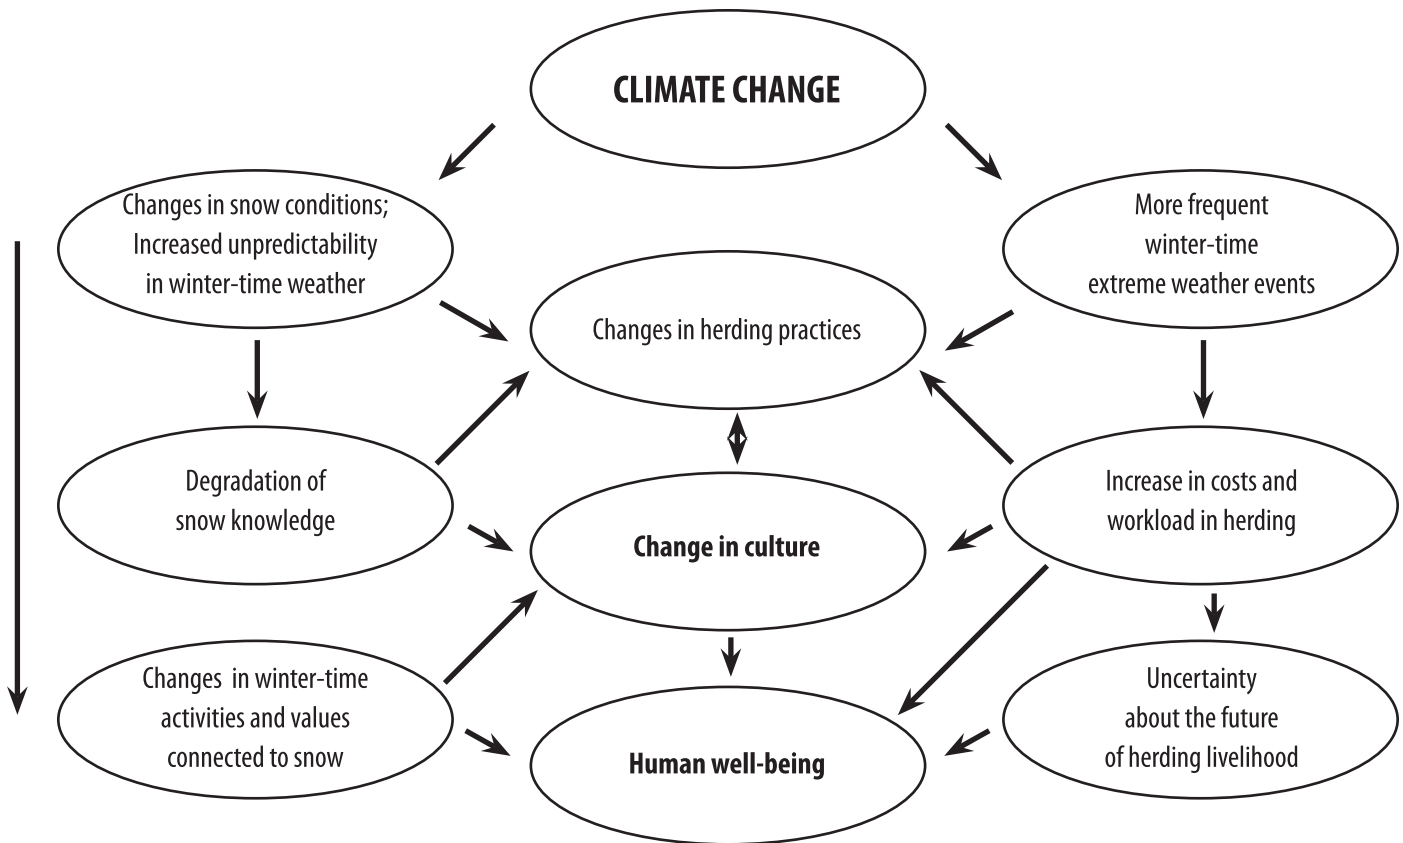 CLIMATE CHANGE
Changes in snow conditions;
Increased unpredictability
in winter-time weather
More frequent
winter-time
extreme weather events
Changes in herding practices
Degradation of
snow knowledge
Increase in costs and
workload in herding
Change in culture
Changes in winter-time
activities and values
connected to snow
Uncertainty
about the future
of herding livelihood
Human well-being